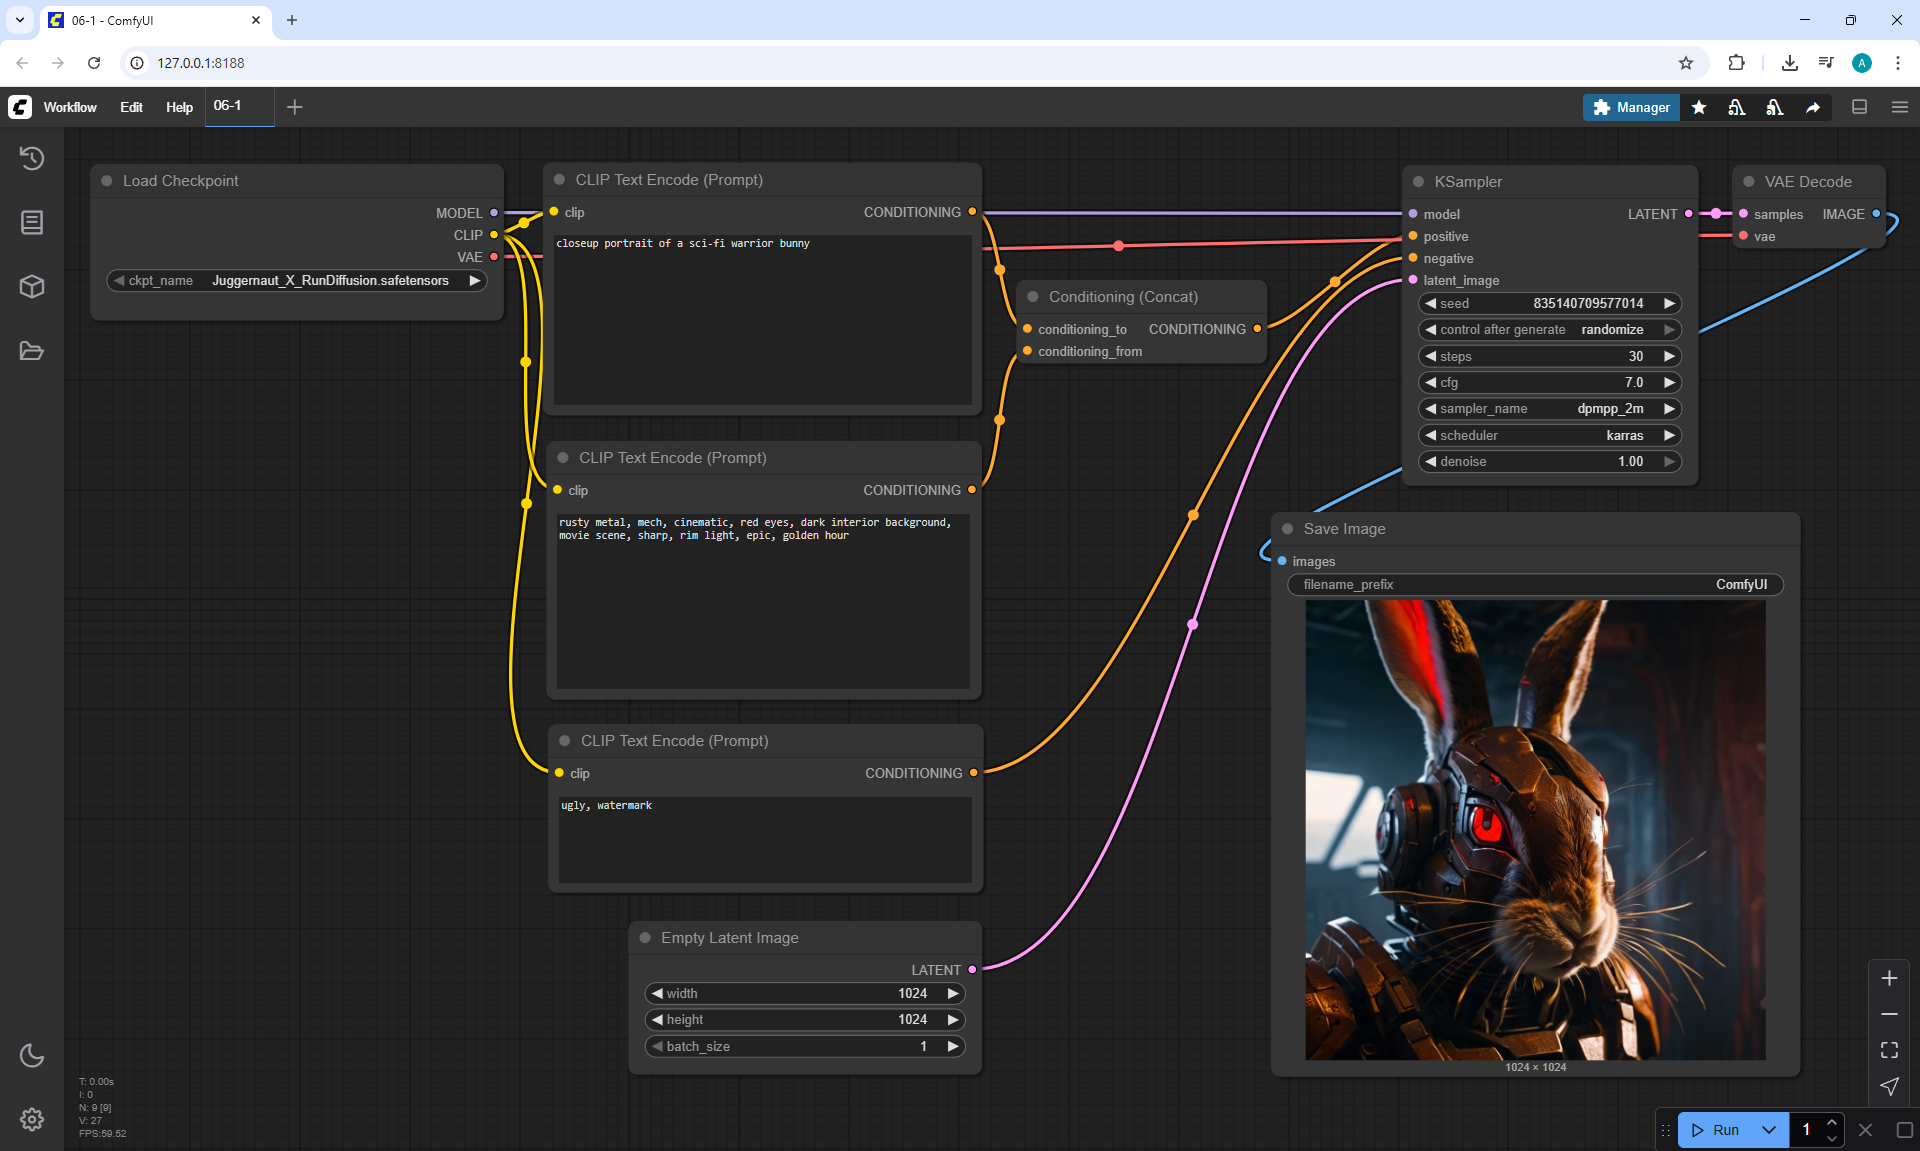 06-1 - ComfyUI
127.0.0.1:8188
A
Workflow Edit Help 06-1
Manager
Load Checkpoint
MODEL
CLIP
VAE
ckpt_name Juggernaut_X_RunDiffusion.safetensors
CLIP Text Encode (Prompt)
clip CONDITIONING
closeup portrait of a sci-fi warrior bunny
CLIP Text Encode (Prompt)
clip CONDITIONING
rusty metal, mech, cinematic, red eyes, dark interior background,
movie scene, sharp, rim light, epic, golden hour
CLIP Text Encode (Prompt)
clip CONDITIONING
ugly, watermark
Empty Latent Image
LATENT
width 1024
height 1024
batch_size 1
Conditioning (Concat)
conditioning_to CONDITIONING
conditioning_from
KSampler
model LATENT
positive
negative
latent_image
seed 835140709577014
control after generate randomize
steps 30
cfg 7.0
sampler_name dpmpp_2m
scheduler karras
denoise 1.00
VAE Decode
samples IMAGE
vae
Save Image
images
filename_prefix ComfyUI
1024 × 1024
T: 0.00s
I: 0
N: 9 [9]
V: 27
FPS:59.52
Run 1